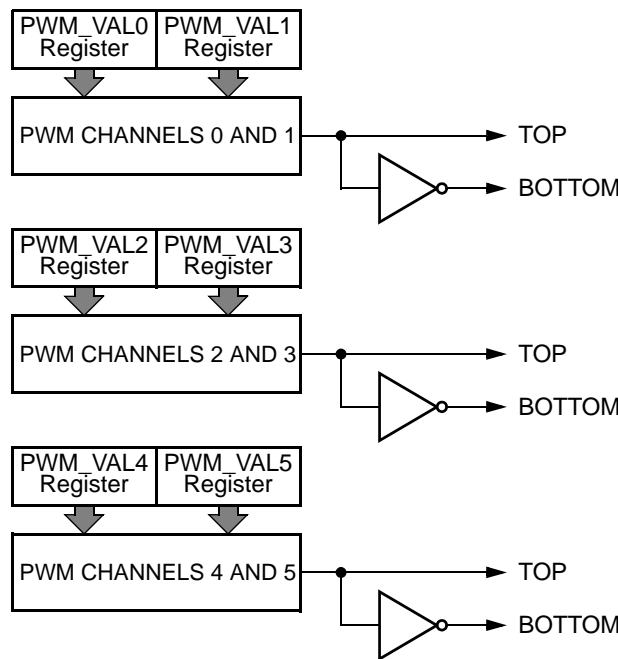 PWM_VAL0 PWM_VAL1
Register Register
PWM CHANNELS 0 AND 1
TOP
BOTTOM
PWM_VAL2 PWM_VAL3
Register Register
PWM CHANNELS 2 AND 3
TOP
BOTTOM
PWM_VAL4 PWM_VAL5
Register Register
PWM CHANNELS 4 AND 5
TOP
BOTTOM